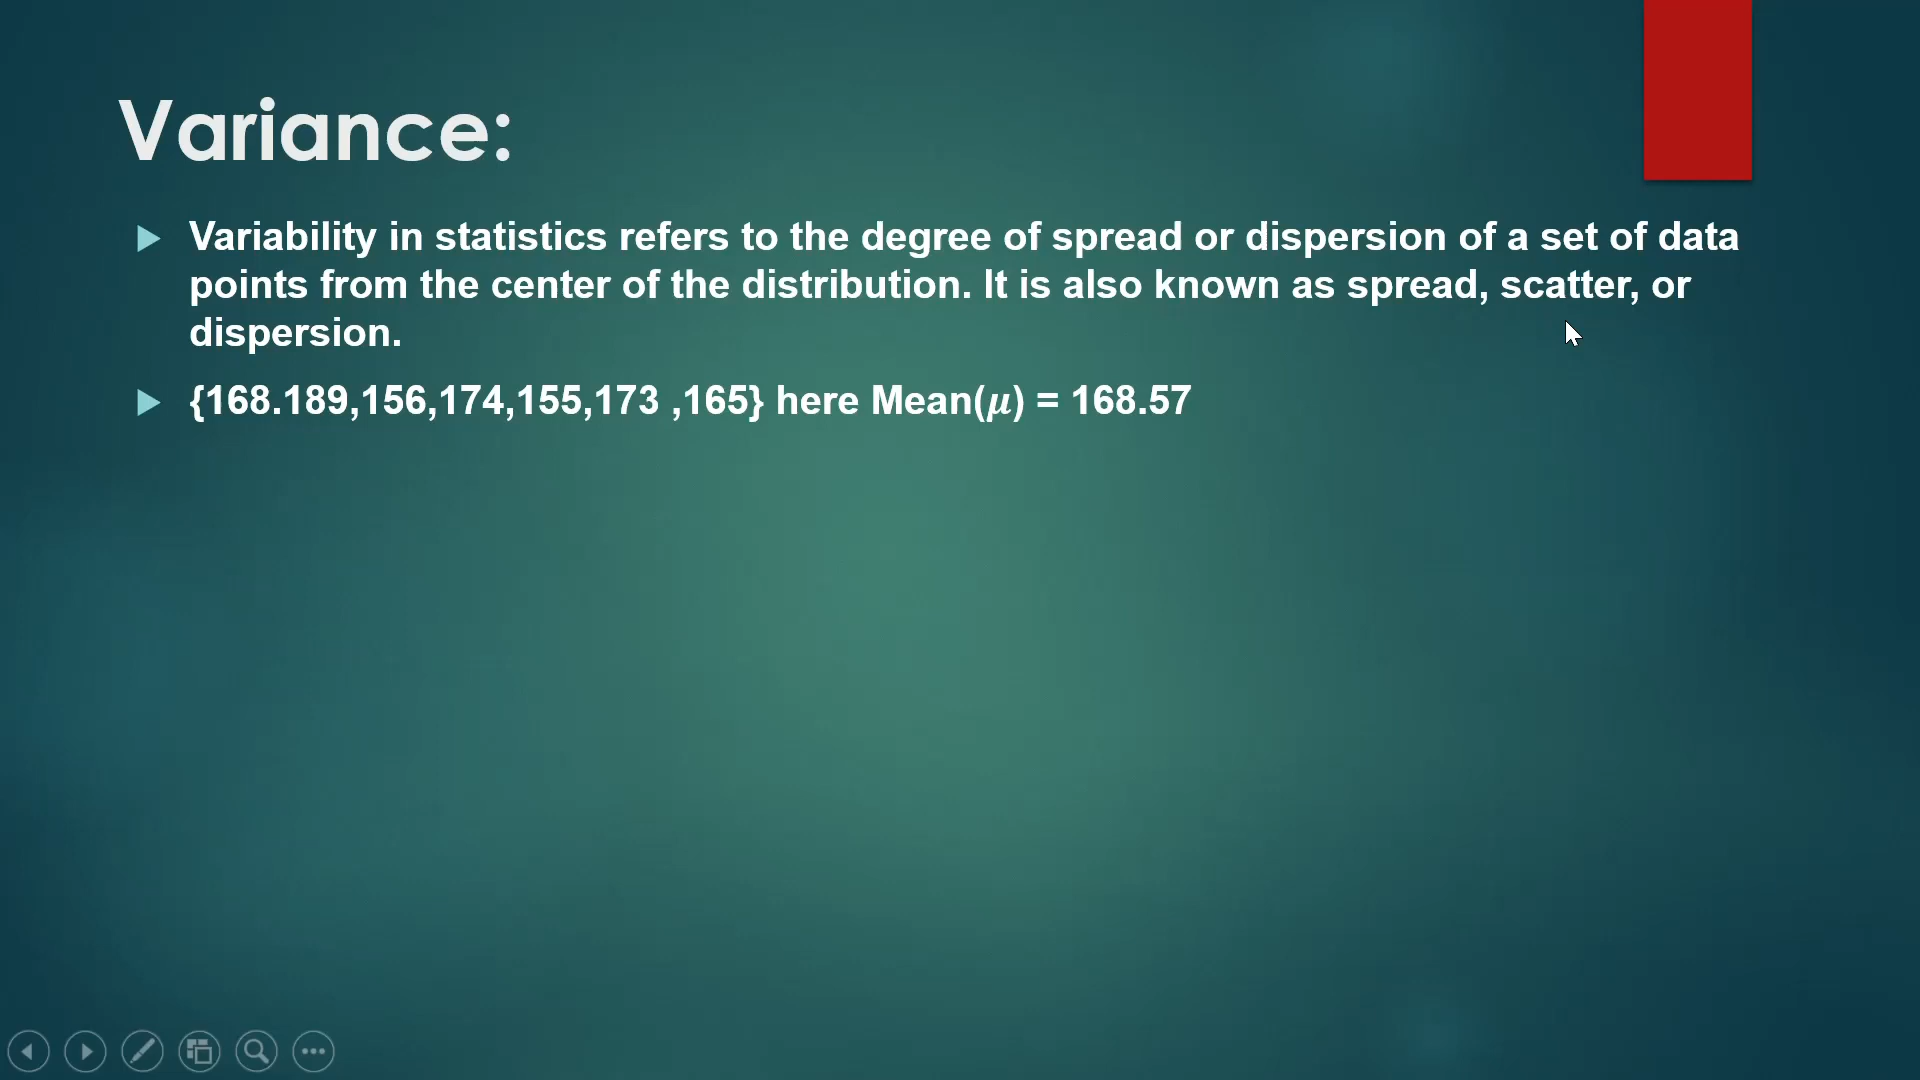 Variance:
Variability in statistics refers to the degree of spread or dispersion of a set of data
points from the center of the distribution. It is also known as spread, scatter, or
dispersion.
{168.189,156,174,155,173 ,165} here Mean(𝝁) = 168.57